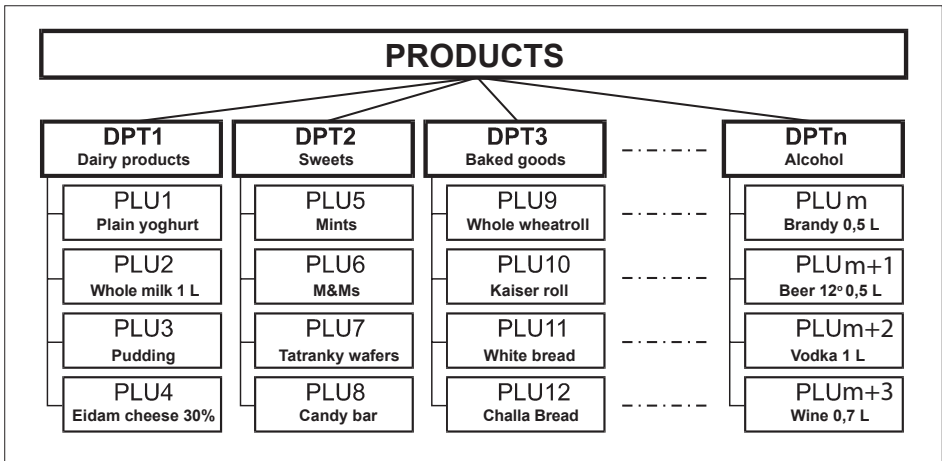 PRODUCTS
DPT1
Dairy products
PLU1
Plain yoghurt
PLU2
Whole milk 1 L
PLU3
Pudding
PLU4
Eidam cheese 30%
DPT2
Sweets
PLU5
Mints
PLU6
M&Ms
PLU7
Tatranky wafers
PLU8
Candy bar
DPT3
Baked goods
PLU9
Whole wheatroll
PLU10
Kaiser roll
PLU11
White bread
PLU12
Challa Bread
DPTn
Alcohol
PLU m
Brandy 0,5 L
PLUm+1
Beer 12° 0,5 L
PLUm+2
Vodka 1 L
PLUm+3
Wine 0,7 L